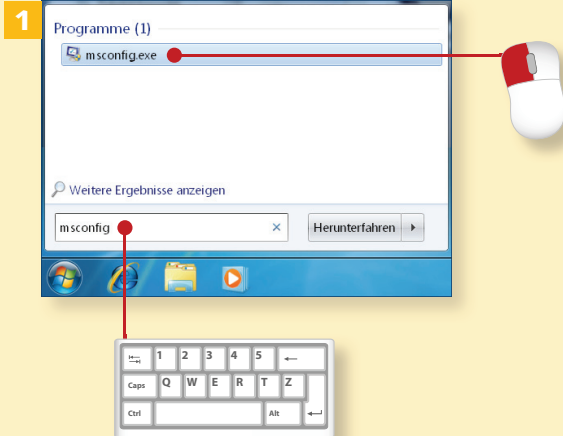 1
Programme (1)
msconfig.exe
Weitere Ergebnisse anzeigen
msconfig
Herunterfahren
1 2 3 4 5
Caps Q W E R T Z
Ctrl Alt